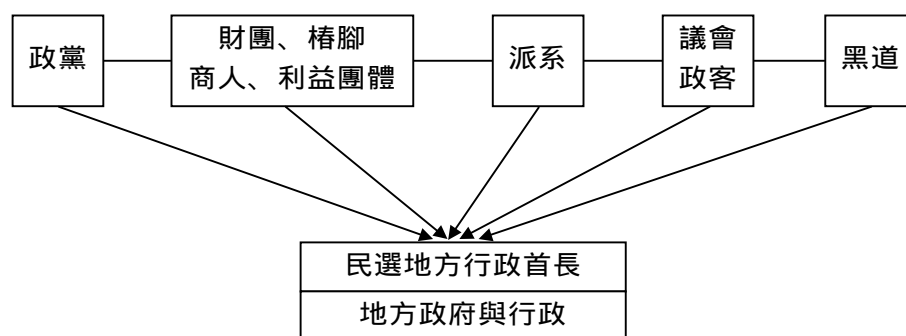 政黨
財團、樁腳
商人、利益團體
派系
議會
政客
黑道
民選地方行政首長
地方政府與行政